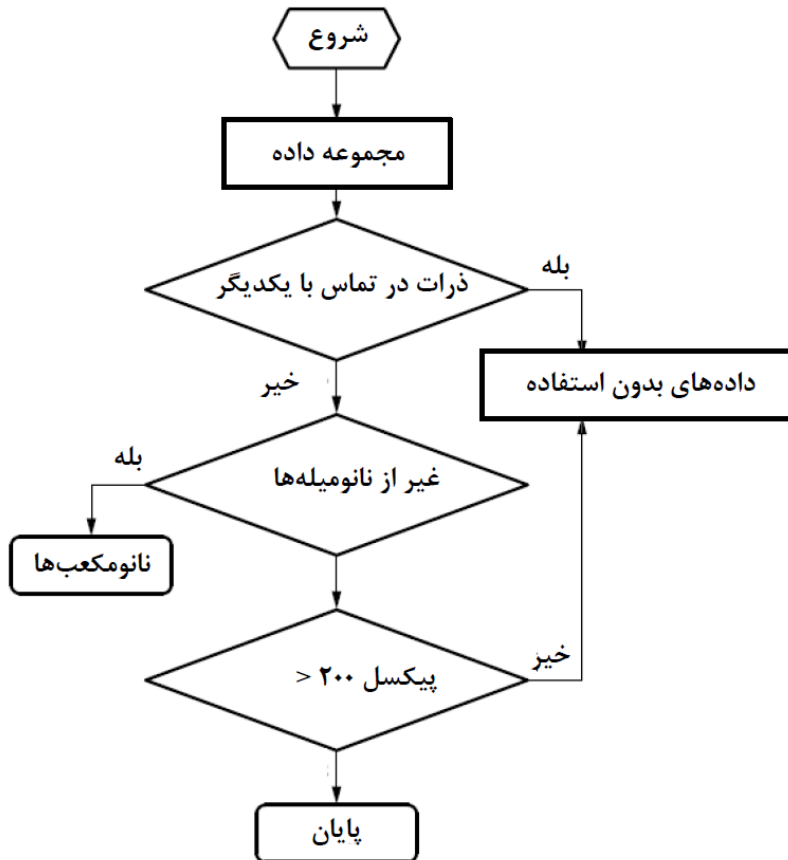 شروع
مجموعه داده
ذرات در تماس با یکدیگر
بله
داده‌های بدون استفاده
خیر
غیر از نانومیله‌ها
بله
نانومکعب‌ها
پیکسل ۲۰۰ <
خیز
پایان